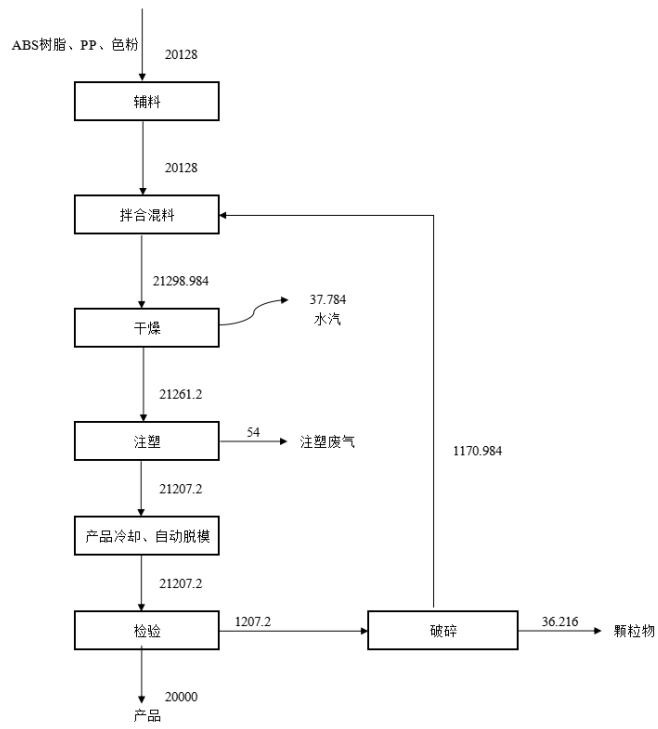 ABS树脂、PP、色粉
20128
辅料
20128
拌合混料
21298.984
37.784
水汽
干燥
21261.2
54
注塑
注塑废气
1170.984
21207.2
产品冷却、自动脱模
21207.2
1207.2
36.216
检验
破碎
颗粒物
20000
产品